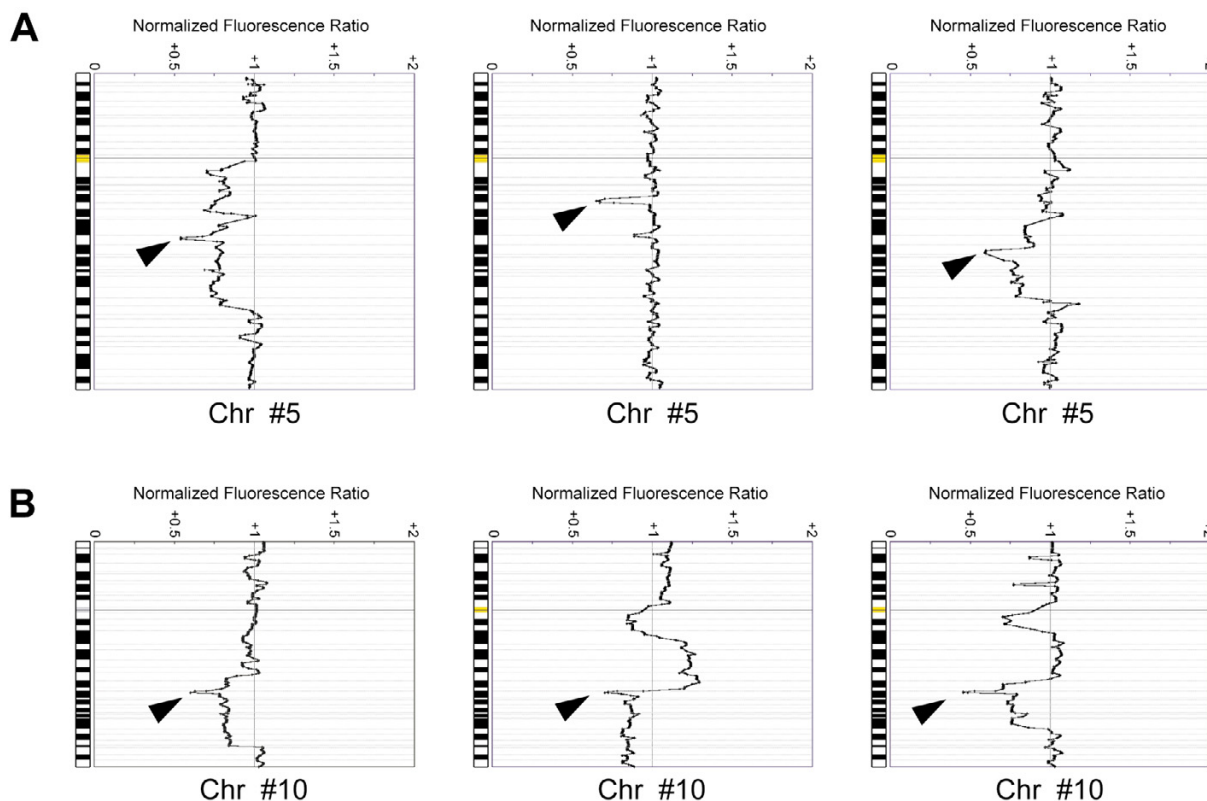 A
Normalized Fluorescence Ratio Normalized Fluorescence Ratio Normalized Fluorescence Ratio
0 +0.5 +1 +1.5 +2 0 +0.5 +1 +1.5 +2 0 +0.5 +1 +1.5 +2
Chr #5 Chr #5 Chr #5
B
Normalized Fluorescence Ratio Normalized Fluorescence Ratio Normalized Fluorescence Ratio
0 +0.5 +1 +1.5 +2 0 +0.5 +1 +1.5 +2 0 +0.5 +1 +1.5 +2
Chr #10 Chr #10 Chr #10